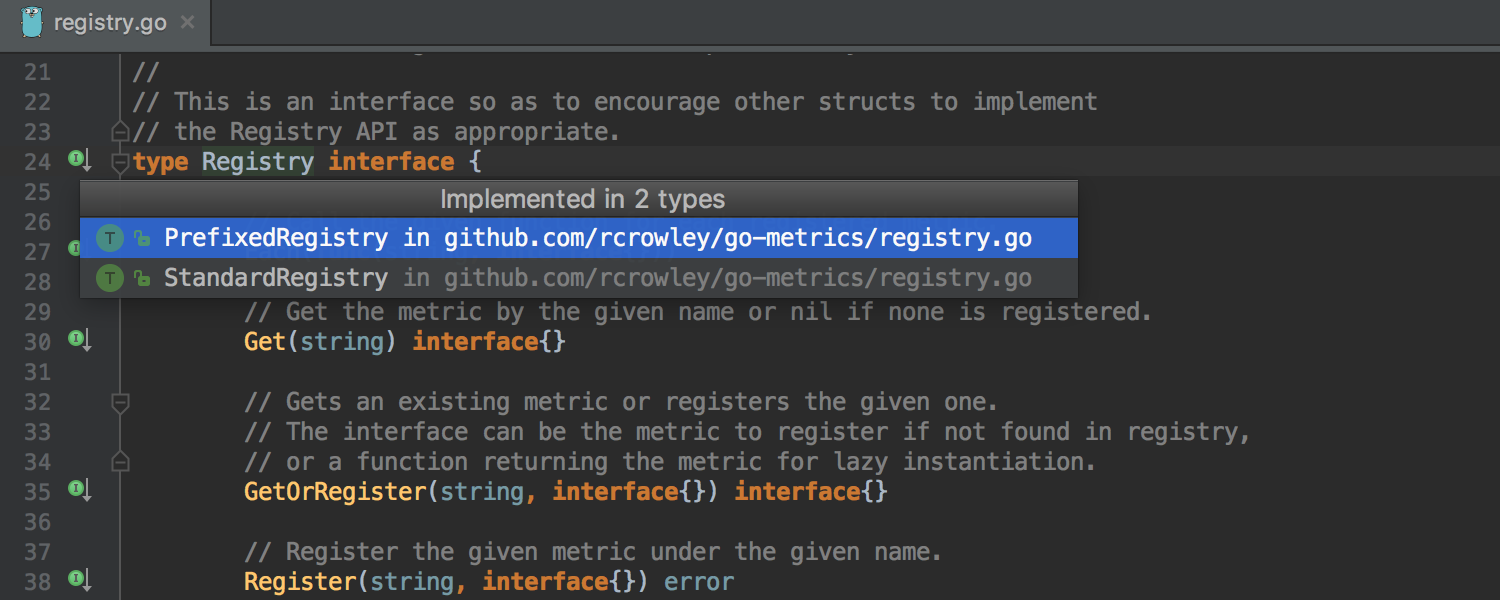 registry.go
21 //
22 // This is an interface so as to encourage other structs to implement
23 // the Registry API as appropriate.
24 type Registry interface {
25
Implemented in 2 types
26
T PrefixedRegistry in github.com/rcrowley/go-metrics/registry.go
27
28
T StandardRegistry in github.com/rcrowley/go-metrics/registry.go
29 // Get the metric by the given name or nil if none is registered.
30 Get(string) interface{}
31
32 // Gets an existing metric or registers the given one.
33 // The interface can be the metric to register if not found in registry,
34 // or a function returning the metric for lazy instantiation.
35 GetOrRegister(string, interface{}) interface{}
36
37 // Register the given metric under the given name.
38 Register(string, interface{}) error